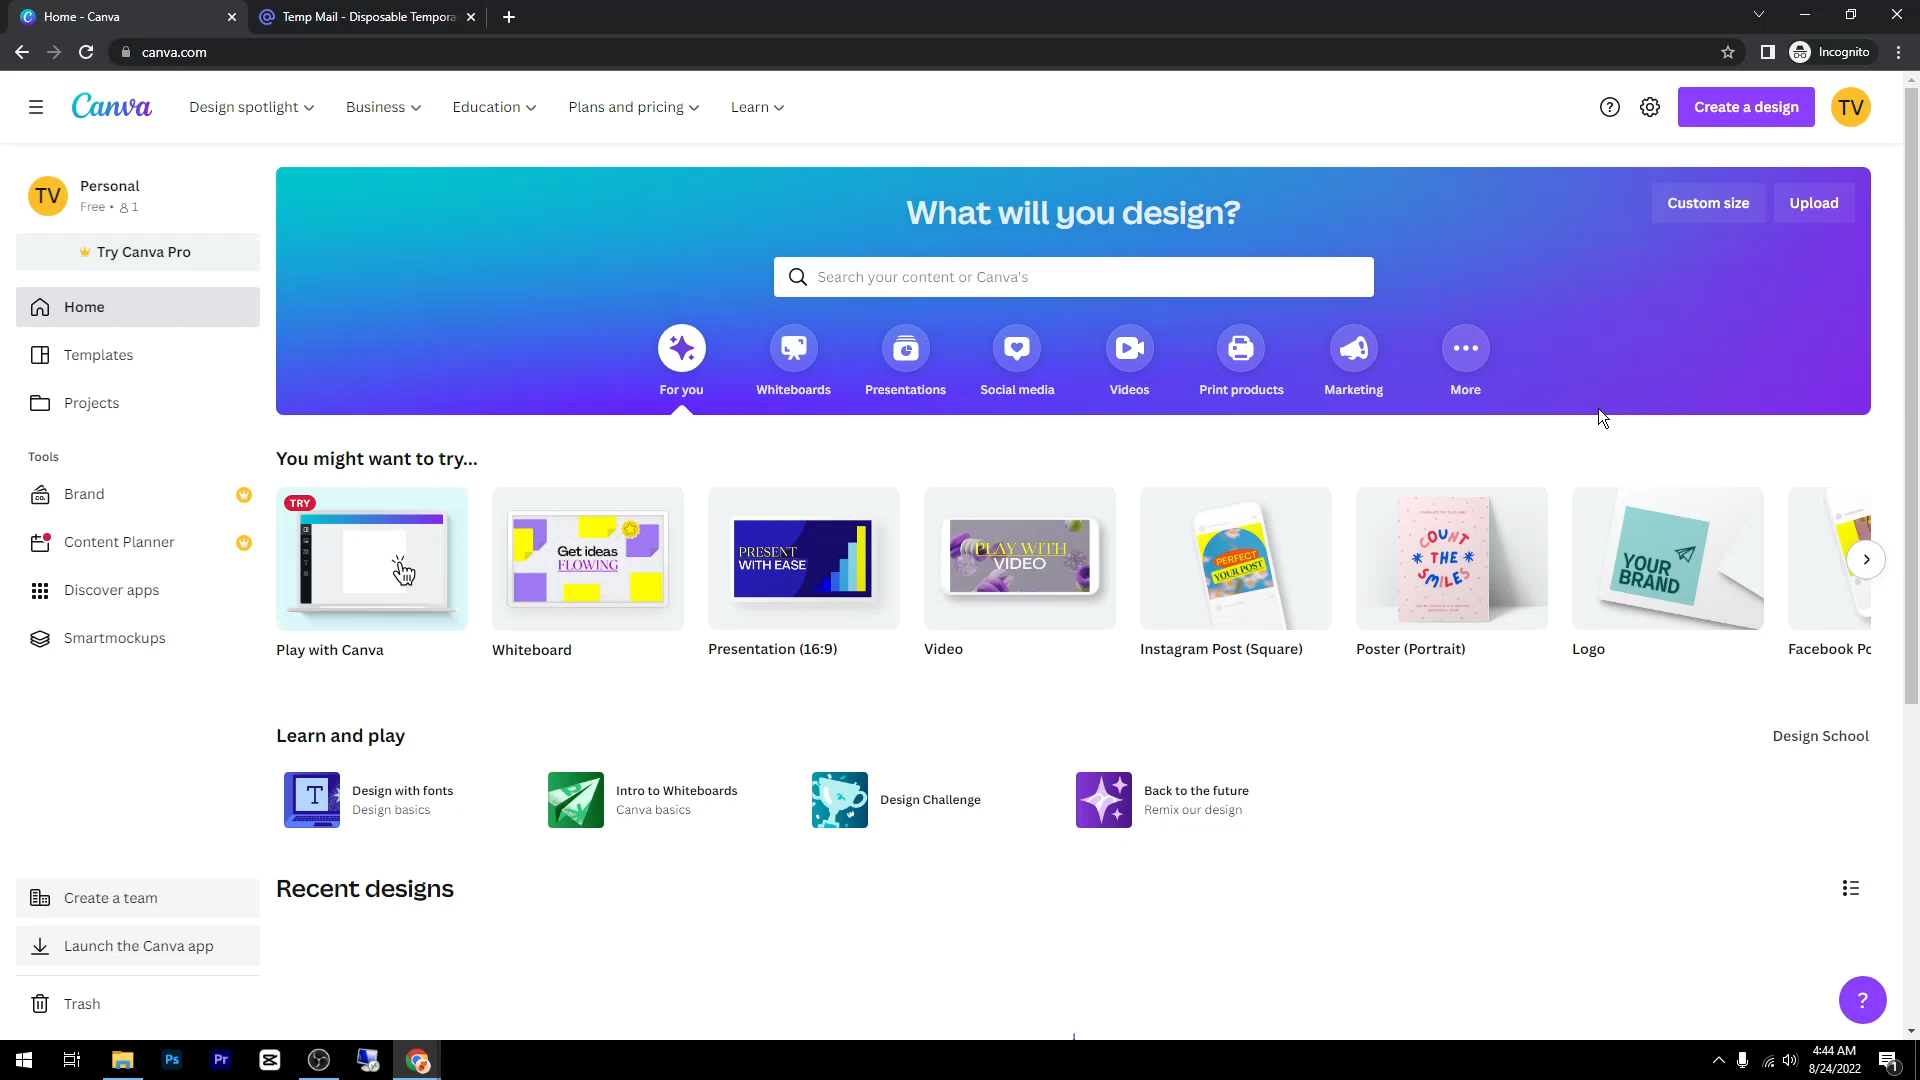 Home - Canva
Temp Mail - Disposable Tempora
canva.com
Incognito
Canva
Design spotlight
Business
Education
Plans and pricing
Learn
Create a design
TV
TV
Personal
Free • 1
Try Canva Pro
Home
Templates
Projects
Tools
Brand
Content Planner
Discover apps
Smartmockups
Create a team
Launch the Canva app
Trash
What will you design?
Custom size
Upload
Search your content or Canva's
For you
Whiteboards
Presentations
Social media
Videos
Print products
Marketing
More
You might want to try...
TRY
Get ideas
FLOWING
PRESENT
WITH EASE
PLAY WITH
VIDEO
PERFECT
YOUR POST
COUNT
THE
SMILES
YOUR
BRAND
Play with Canva
Whiteboard
Presentation (16:9)
Video
Instagram Post (Square)
Poster (Portrait)
Logo
Facebook Po
Learn and play
Design School
T
Design with fonts
Design basics
Intro to Whiteboards
Canva basics
Design Challenge
Back to the future
Remix our design
Recent designs
?
Ps
Pr
4:44 AM
8/24/2022
1